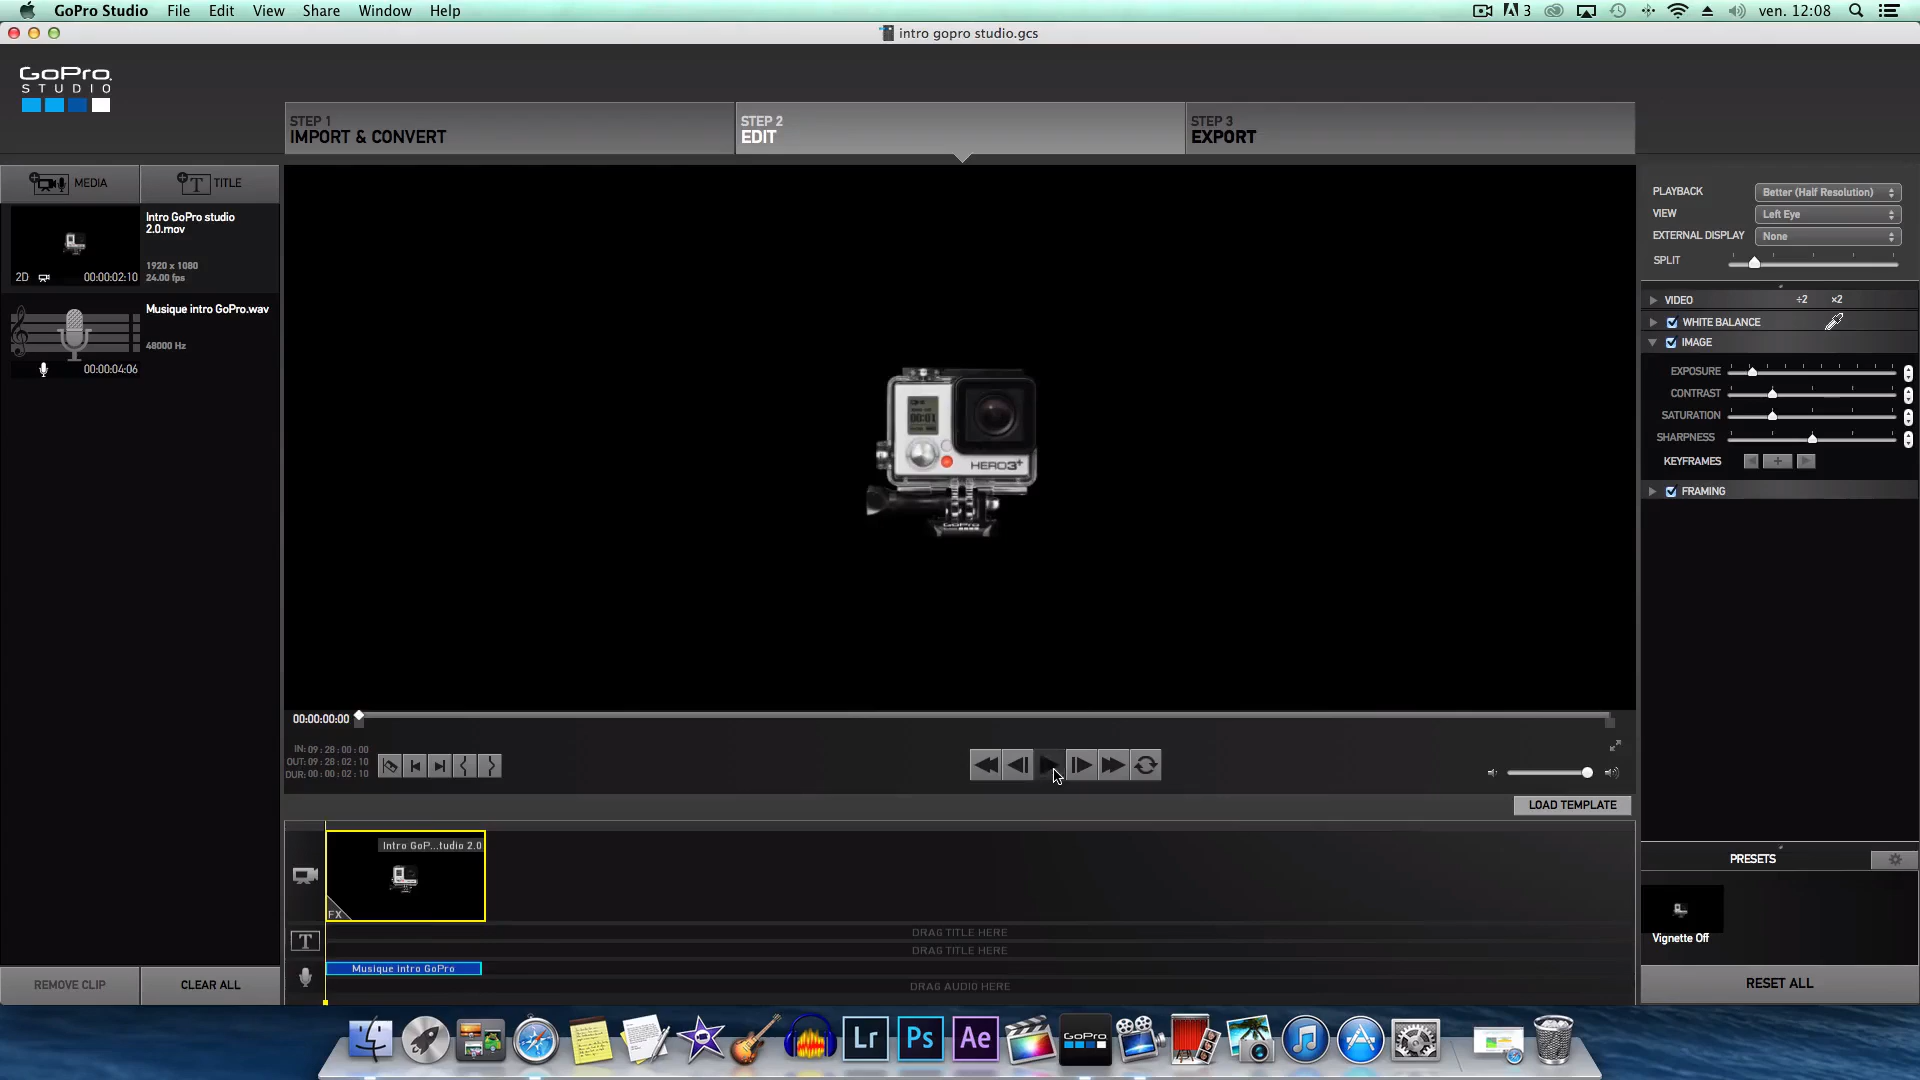 GoPro Studio File Edit View Share Window Help
3 ven. 12:08
intro gopro studio.gcs
GoPro
STUDIO
STEP 1
IMPORT & CONVERT
STEP 2
EDIT
STEP 3
EXPORT
MEDIA
TITLE
Intro GoPro studio
2.0.mov
1920 x 1080
24.00 fps
2D 00:00:02:10
Musique intro GoPro.wav
48000 Hz
00:00:04:06
HERO3+
GoPro
PLAYBACK Better (Half Resolution)
VIEW Left Eye
EXTERNAL DISPLAY None
SPLIT
VIDEO ÷2 ×2
WHITE BALANCE
IMAGE
EXPOSURE
CONTRAST
SATURATION
SHARPNESS
KEYFRAMES
FRAMING
00:00:00:00
IN: 09 : 28 : 00 : 00
OUT: 09 : 28 : 02 : 10
DUR: 00 : 00 : 02 : 10
LOAD TEMPLATE
Intro GoP...tudio 2.0
FX
T
DRAG TITLE HERE
DRAG TITLE HERE
Musique intro GoPro
DRAG AUDIO HERE
PRESETS
Vignette Off
REMOVE CLIP
CLEAR ALL
RESET ALL
Lr Ps Ae GoPro